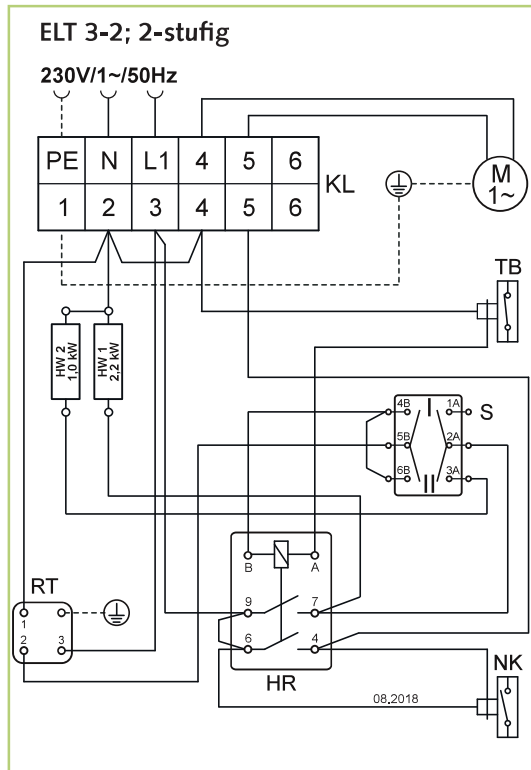 ELT 3-2; 2-stufig
230V/1~/50Hz
PE N L1 4 5 6
1 2 3 4 5 6
KL
M
1~
TB
HW 2
1,0 kW
HW 1
2,2 kW
4B I 1A
S
5B 2A
6B II 3A
B A
RT
1
2 3
9 7
6 4
HR
08.2018
NK